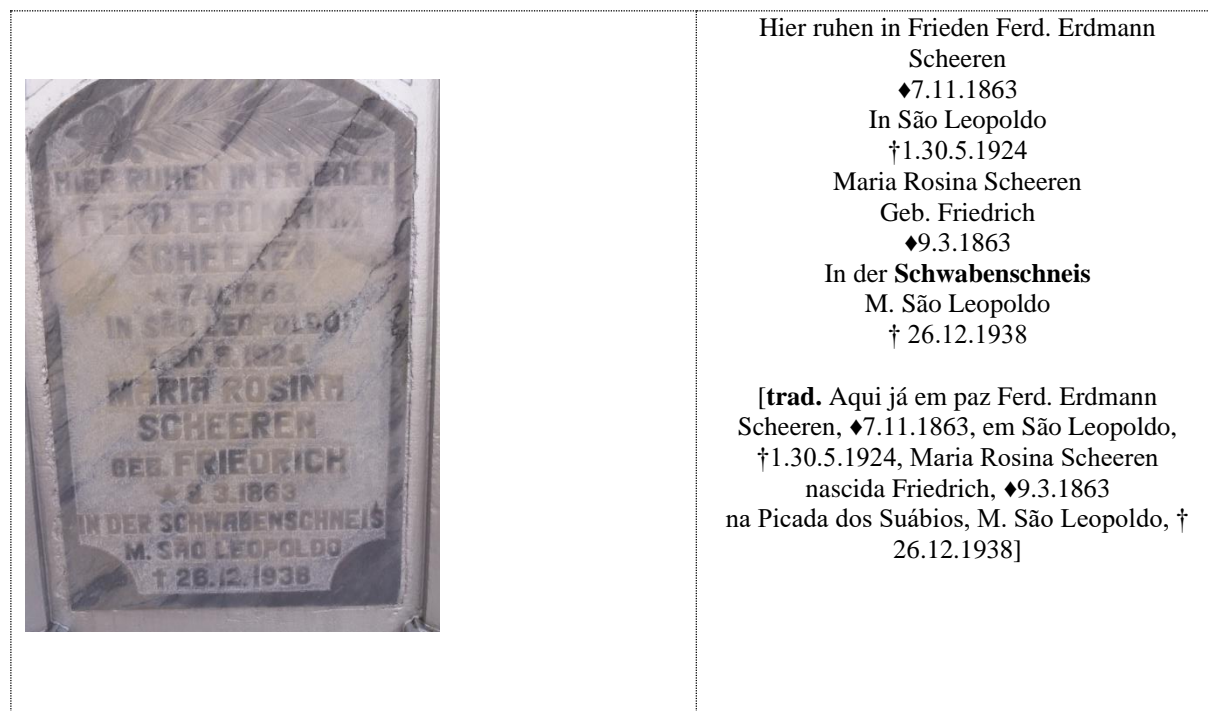 HIER RUHEN IN FRIEDEN
FERD. ERDMANN
SCHEEREN
★ 7.11.1863
IN SÃO LEOPOLDO
†
MARIA ROSINA
SCHEEREN
GEB. FRIEDRICH
★ 9.3.1863
IN DER SCHWABENSCHNEIS
M. SÃO LEOPOLDO
† 26.12.1938
Hier ruhen in Frieden Ferd. Erdmann
Scheeren
♦7.11.1863
In São Leopoldo
†1.30.5.1924
Maria Rosina Scheeren
Geb. Friedrich
♦9.3.1863
In der Schwabenschneis
M. São Leopoldo
† 26.12.1938
[trad. Aqui já em paz Ferd. Erdmann
Scheeren, ♦7.11.1863, em São Leopoldo,
†1.30.5.1924, Maria Rosina Scheeren
nascida Friedrich, ♦9.3.1863
na Picada dos Suábios, M. São Leopoldo, †
26.12.1938]